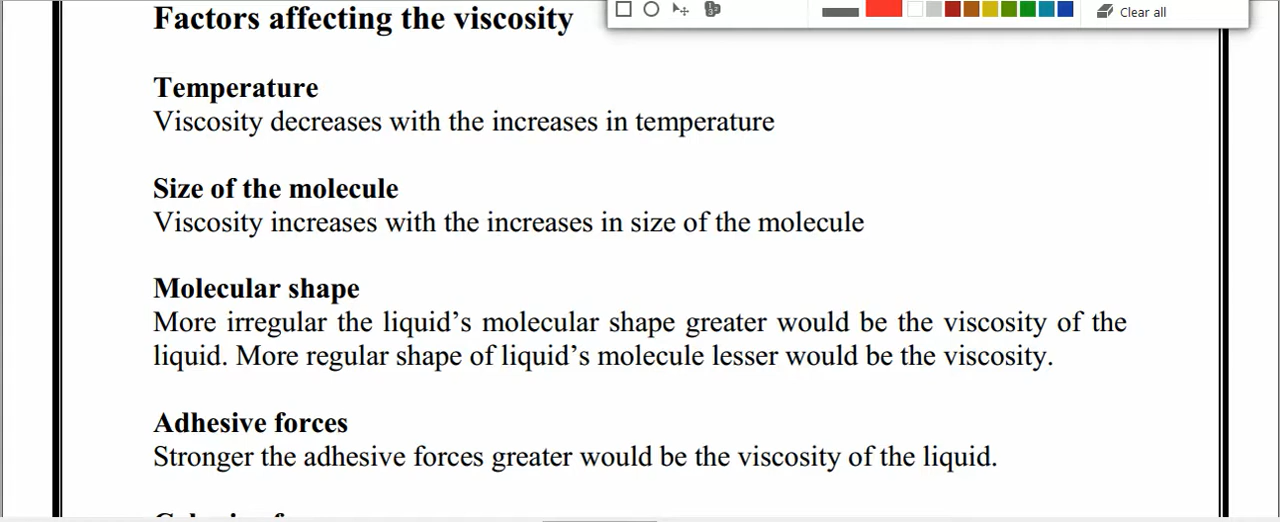 Factors affecting the viscosity
Clear all
Temperature
Viscosity decreases with the increases in temperature
Size of the molecule
Viscosity increases with the increases in size of the molecule
Molecular shape
More irregular the liquid's molecular shape greater would be the viscosity of the
liquid. More regular shape of liquid's molecule lesser would be the viscosity.
Adhesive forces
Stronger the adhesive forces greater would be the viscosity of the liquid.